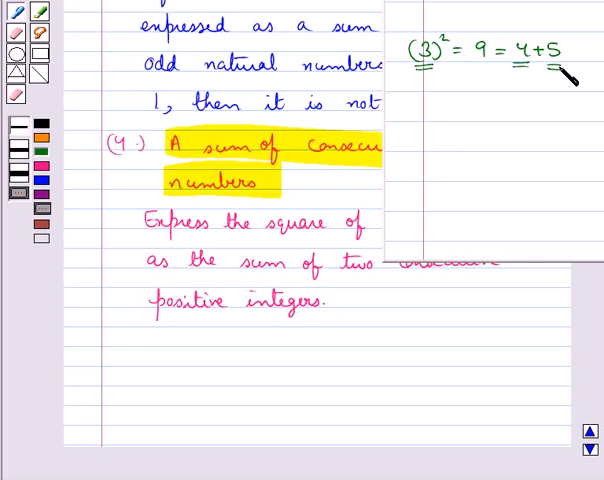 expressed as a sum
odd natural numbers
1, then it is not
(4.) A sum of consecu
numbers
Express the square of
as the sum of two
positive integers.
(3)² = 9 = 4+5